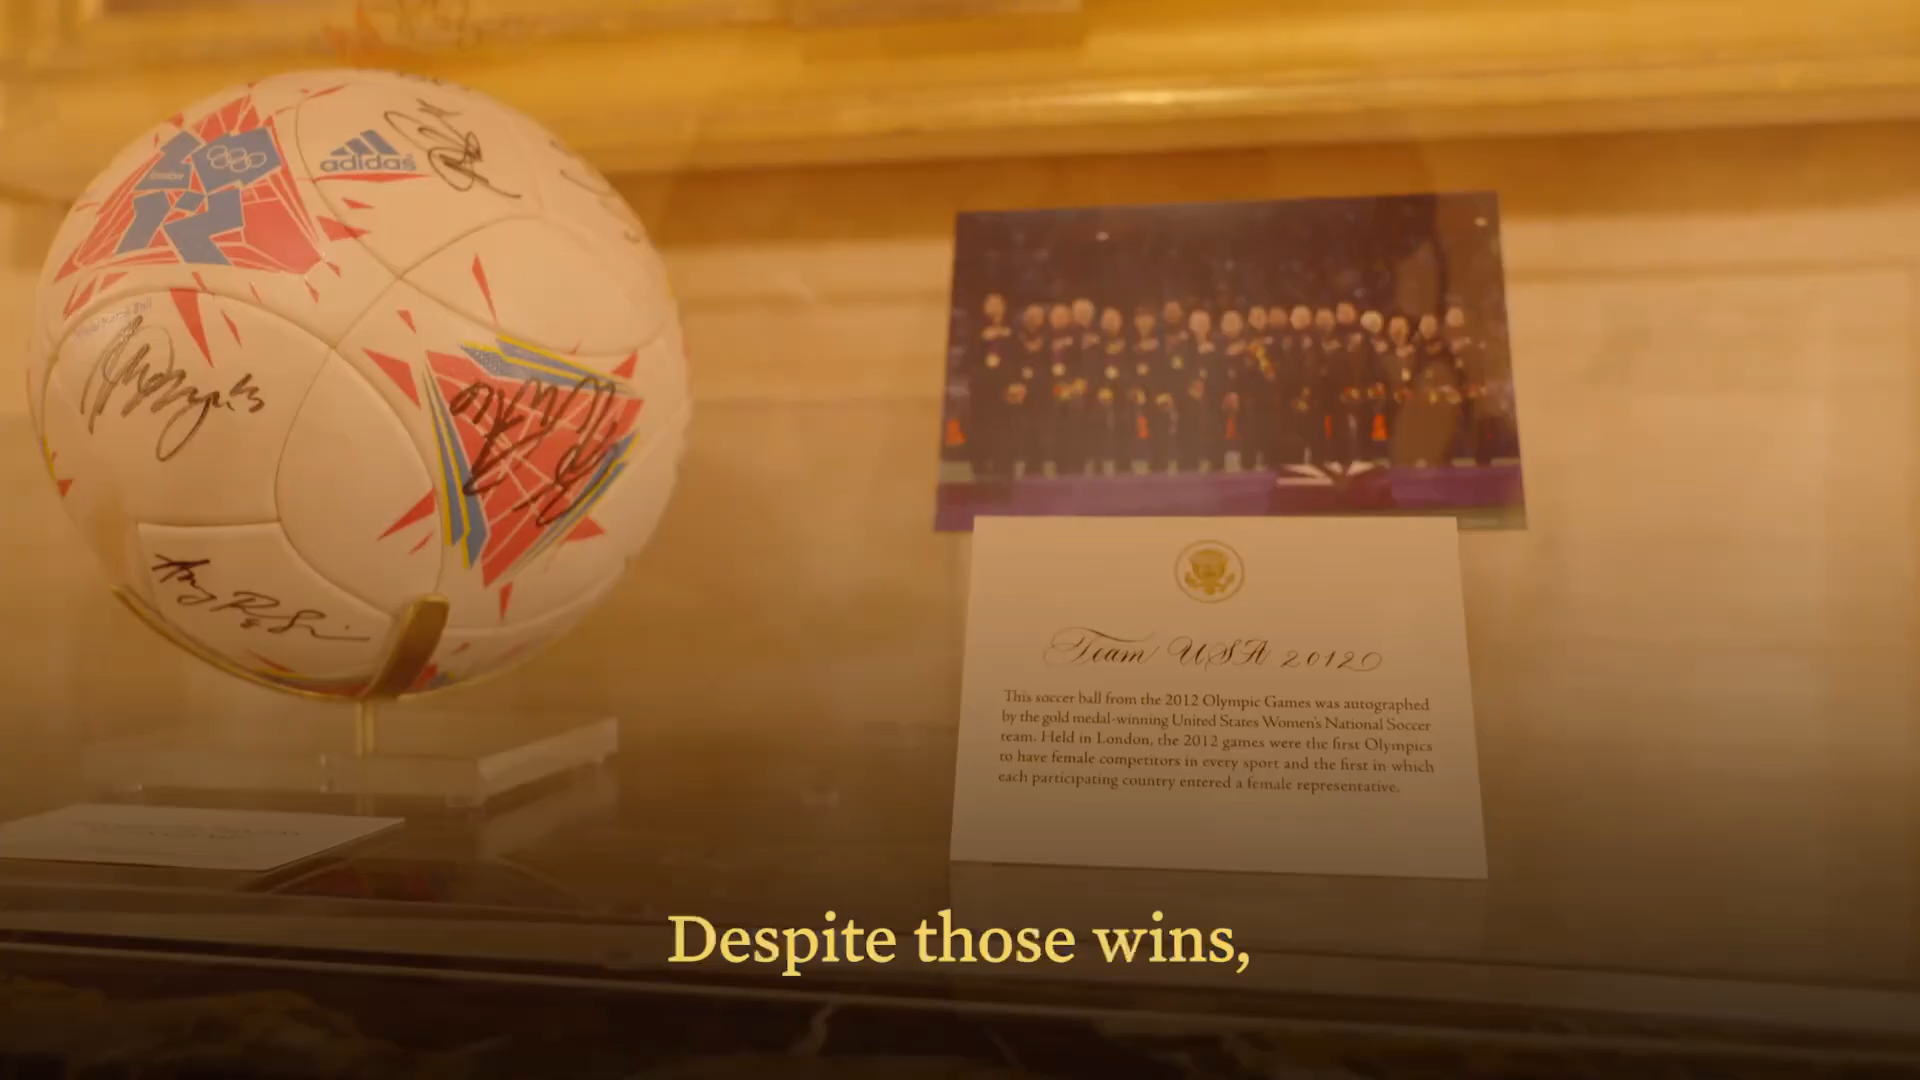 adidas
Team USA 2012
This soccer ball from the 2012 Olympic Games was autographed
by the gold medal-winning United States Women's National Soccer
team. Held in London, the 2012 games were the first Olympics
to have female competitors in every sport and the first in which
each participating country entered a female representative.
Despite those wins,